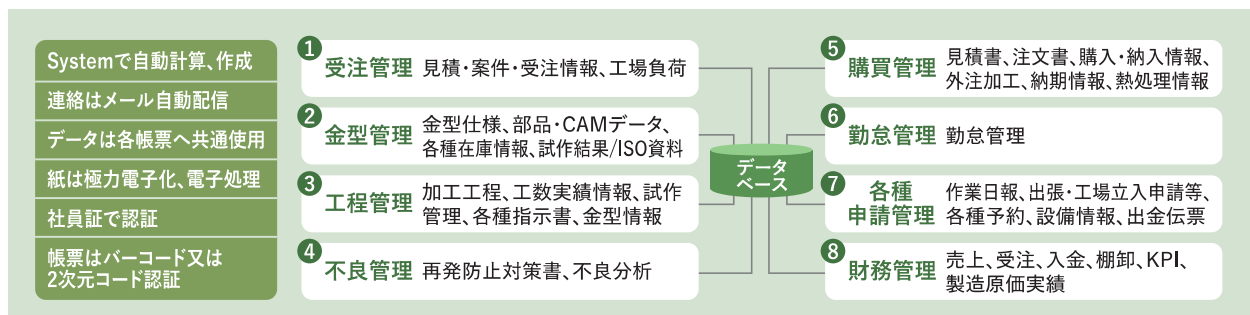 Systemで自動計算、作成
連絡はメール自動配信
データは各帳票へ共通使用
紙は極力電子化、電子処理
社員証で認証
帳票はバーコード又は
2次元コード認証
1
受注管理 見積・案件・受注情報、工場負荷
2
金型管理 金型仕様、部品・CAMデータ、
各種在庫情報、試作結果/ISO資料
3
工程管理 加工工程、工数実績情報、試作
管理、各種指示書、金型情報
4
不良管理 再発防止対策書、不良分析
データ
ベース
5
購買管理 見積書、注文書、購入・納入情報、
外注加工、納期情報、熱処理情報
6
勤怠管理 勤怠管理
7
各種
申請管理
作業日報、出張・工場立入申請等、
各種予約、設備情報、出金伝票
8
財務管理 売上、受注、入金、棚卸、KPI、
製造原価実績